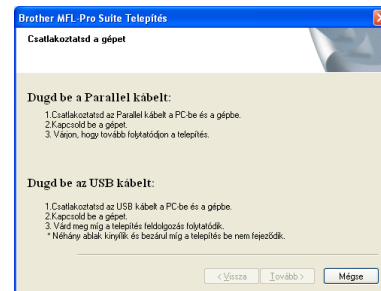 Brother MFL-Pro Suite Telepítés
Csatlakoztatsd a gépet
Dugd be a Parallel kábelt:
1.Csatlakoztatsd az Parallel kábelt a PC-be és a gépbe.
2.Kapcsold be a gépet.
3. Várjon, hogy tovább folytatódjon a telepítés.
Dugd be az USB kábelt:
1.Csatlakoztatsd az USB kábelt a PC-be és a gépbe.
2.Kapcsold be a gépet.
3. Várd meg míg a telepítés feldolgozás folytatódik.
* Néhány ablak kinyílik és bezárul míg a telepítés be nem fejeződik.
< Vissza Tovább > Mégse